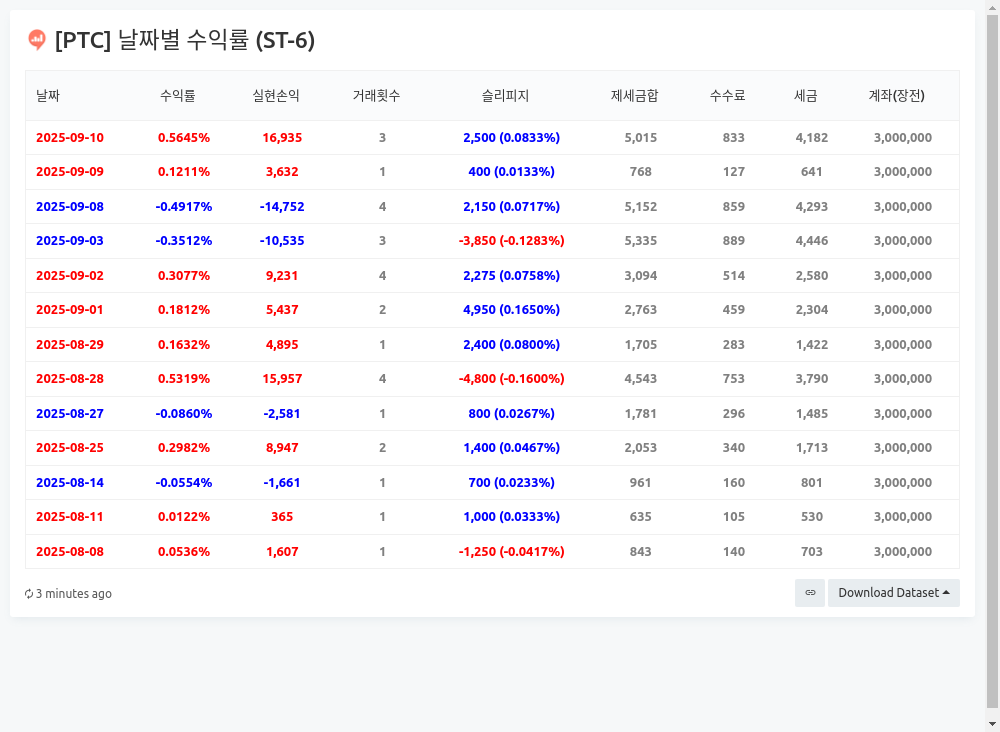 [PTC] 날짜별 수익률 (ST-6)
날짜 수익률 실현손익 거래횟수 슬리피지 제세금합 수수료 세금 계좌(장전)
2025-09-10 0.5645% 16,935 3 2,500 (0.0833%) 5,015 833 4,182 3,000,000
2025-09-09 0.1211% 3,632 1 400 (0.0133%) 768 127 641 3,000,000
2025-09-08 -0.4917% -14,752 4 2,150 (0.0717%) 5,152 859 4,293 3,000,000
2025-09-03 -0.3512% -10,535 3 -3,850 (-0.1283%) 5,335 889 4,446 3,000,000
2025-09-02 0.3077% 9,231 4 2,275 (0.0758%) 3,094 514 2,580 3,000,000
2025-09-01 0.1812% 5,437 2 4,950 (0.1650%) 2,763 459 2,304 3,000,000
2025-08-29 0.1632% 4,895 1 2,400 (0.0800%) 1,705 283 1,422 3,000,000
2025-08-28 0.5319% 15,957 4 -4,800 (-0.1600%) 4,543 753 3,790 3,000,000
2025-08-27 -0.0860% -2,581 1 800 (0.0267%) 1,781 296 1,485 3,000,000
2025-08-25 0.2982% 8,947 2 1,400 (0.0467%) 2,053 340 1,713 3,000,000
2025-08-14 -0.0554% -1,661 1 700 (0.0233%) 961 160 801 3,000,000
2025-08-11 0.0122% 365 1 1,000 (0.0333%) 635 105 530 3,000,000
2025-08-08 0.0536% 1,607 1 -1,250 (-0.0417%) 843 140 703 3,000,000
3 minutes ago Download Dataset